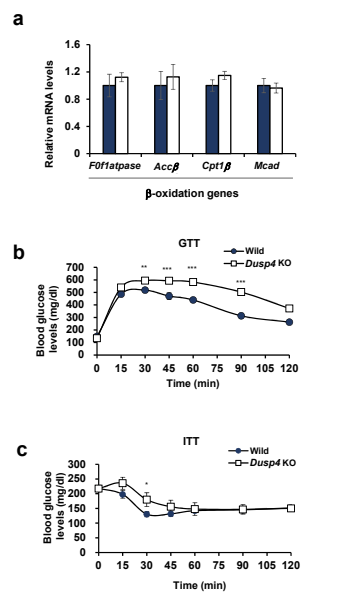 a
Relative mRNA levels
1.6
1.2
0.8
0.4
0
F0f1atpase Accβ Cpt1β Mcad
β-oxidation genes
b
GTT
Wild
Dusp4 KO
Blood glucose
levels (mg/dl)
700
600
500
400
300
200
100
0
** *** *** ***
0 15 30 45 60 75 90 105 120
Time (min)
c
ITT
Wild
Dusp4 KO
Blood glucose
levels (mg/dl)
300
250
200
150
100
50
0
*
0 15 30 45 60 75 90 105 120
Time (min)